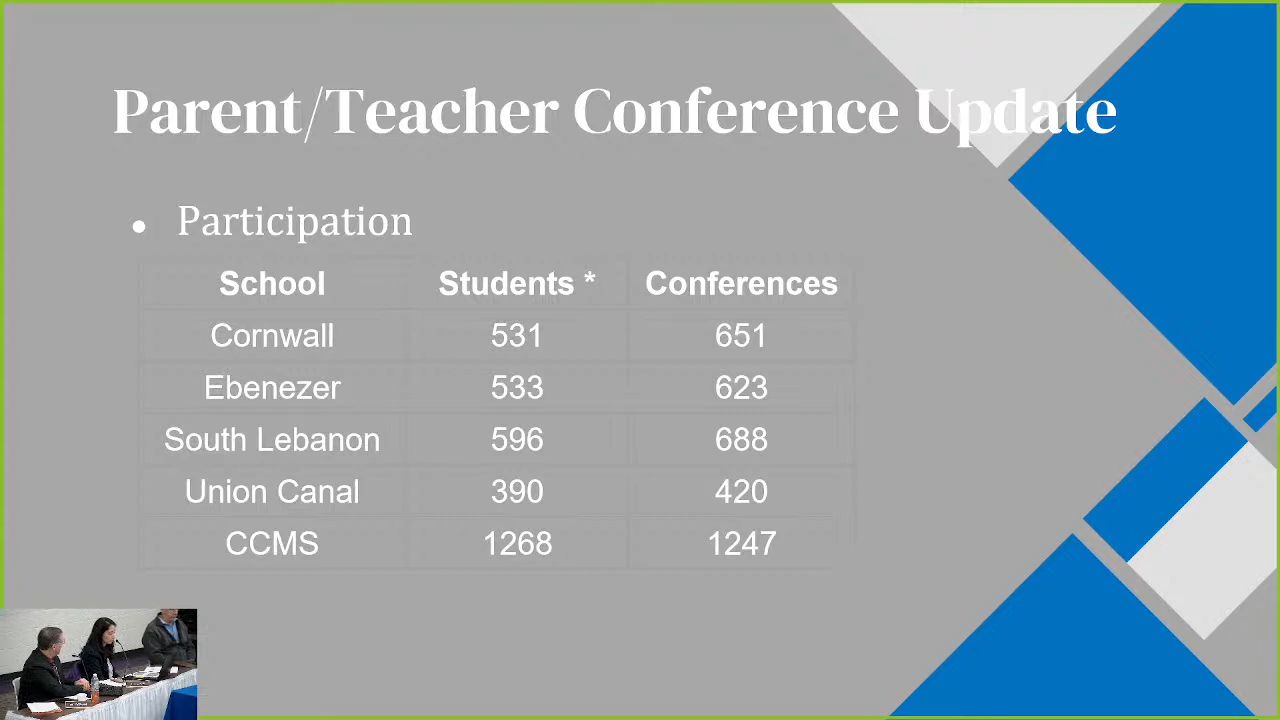 Parent/Teacher Conference Update
• Participation
School Students * Conferences
Cornwall 531 651
Ebenezer 533 623
South Lebanon 596 688
Union Canal 390 420
CCMS 1268 1247